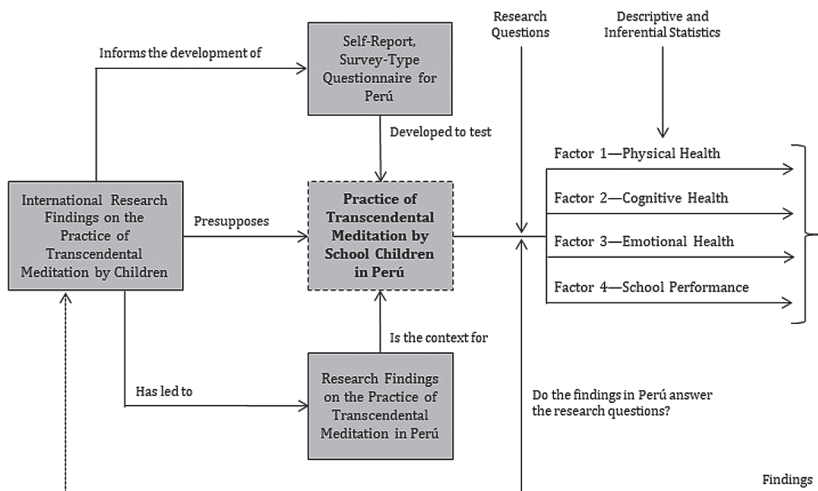 Informs the development of
Self-Report,
Survey-Type
Questionnaire for
Perú
Research
Questions
Descriptive and
Inferential Statistics
Developed to test
International Research
Findings on the
Practice of
Transcendental
Meditation by Children
Presupposes
Practice of
Transcendental
Meditation by
School Children
in Perú
Factor 1—Physical Health
Factor 2—Cognitive Health
Factor 3—Emotional Health
Factor 4—School Performance
Is the context for
Has led to
Research Findings
on the Practice of
Transcendental
Meditation in Perú
Do the findings in Perú answer
the research questions?
Findings